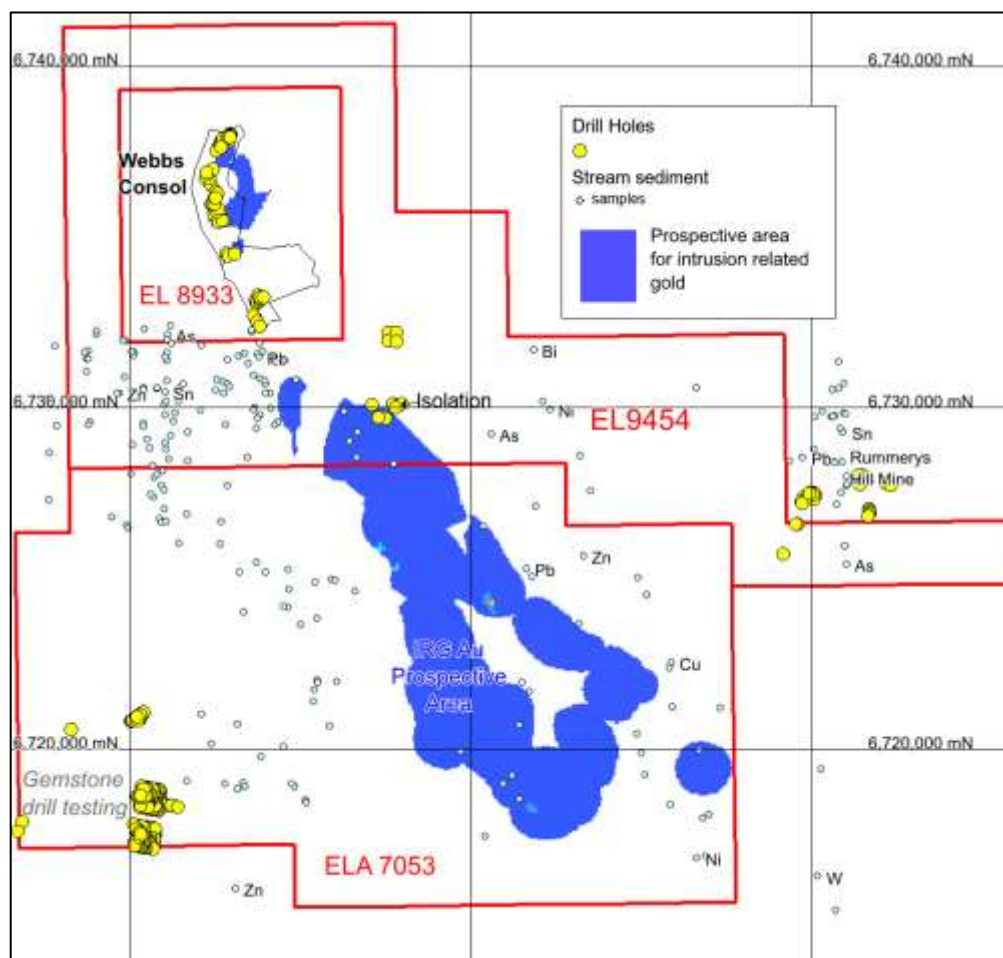 6,740,000 mN
6,740,000 mN
Drill Holes
Stream sediment
samples
Prospective area
for intrusion related
gold
Webbs
Consol
EL 8933
As
Pb
Bi
Zn
Sn
Isolation
Ni
6,730,000 mN
6,730,000 mN
EL9454
As
Sn
Pb
Rummerys
Hill Mine
Zn
Pb
As
IRG Au
Prospective
Area
Cu
6,720,000 mN
6,720,000 mN
Gemstone
drill testing
ELA 7053
Ni
Zn
W